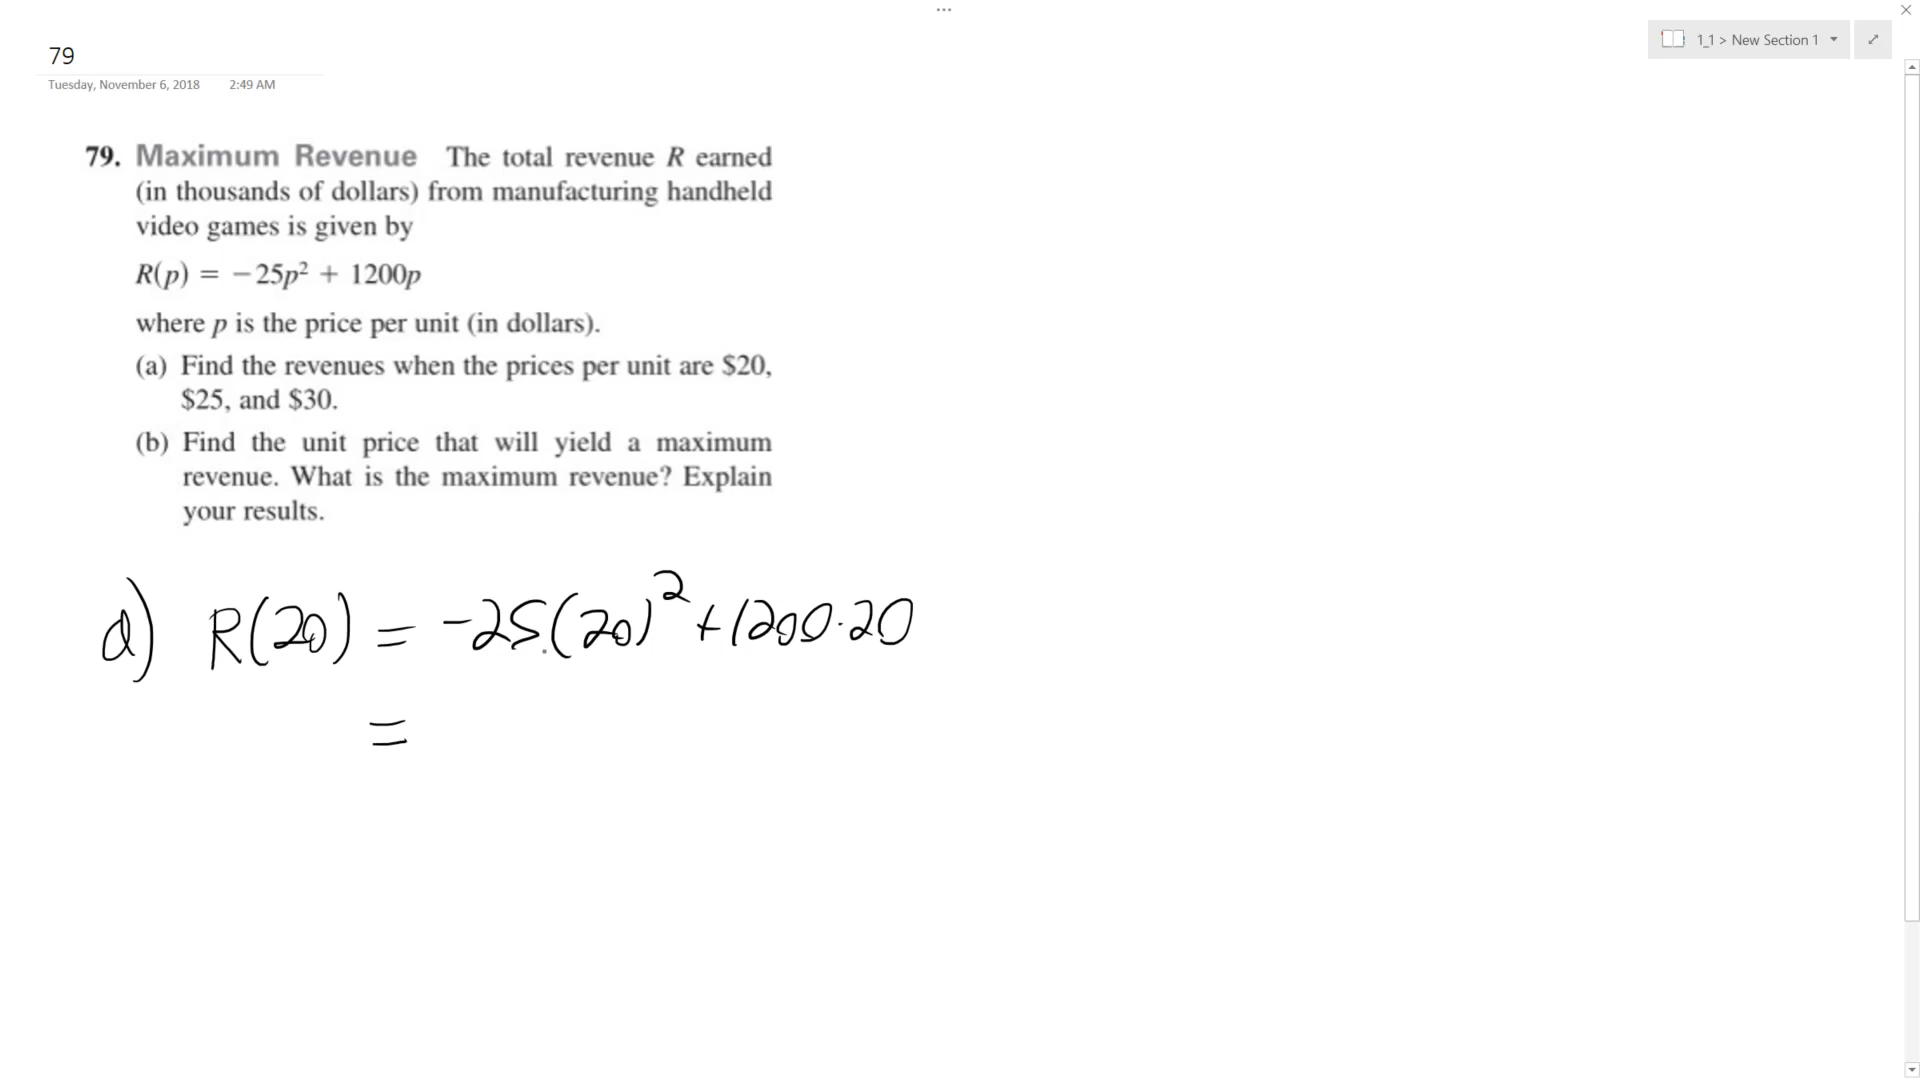 79
Tuesday, November 6, 2018 2:49 AM
1_1 > New Section 1
79. Maximum Revenue The total revenue R earned
(in thousands of dollars) from manufacturing handheld
video games is given by
R(p) = −25p² + 1200p
where p is the price per unit (in dollars).
(a) Find the revenues when the prices per unit are $20,
$25, and $30.
(b) Find the unit price that will yield a maximum
revenue. What is the maximum revenue? Explain
your results.
a) R(20) = -25(20)² + 1200·20
=